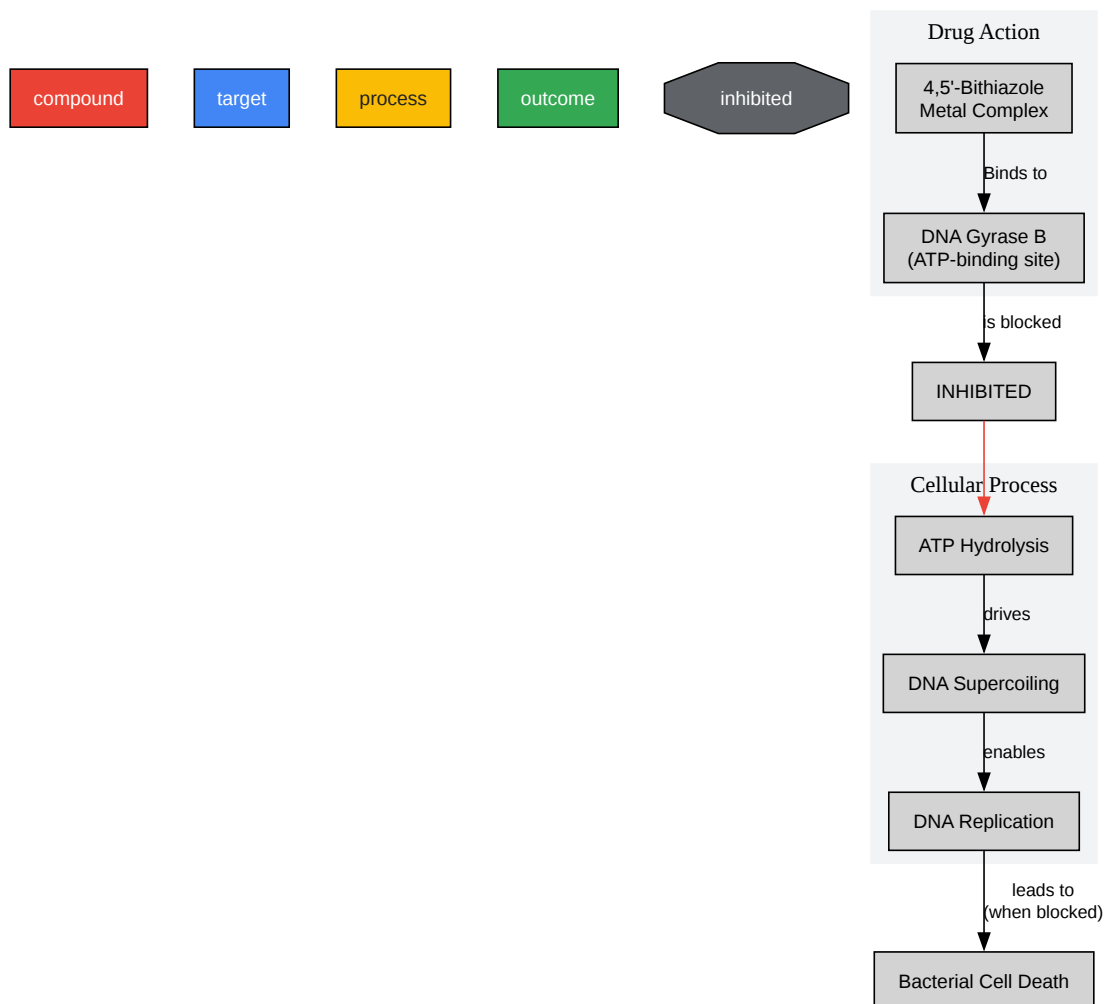 Drug Action
compound
target
process
outcome
inhibited
4,5'-Bithiazole
Metal Complex
Binds to
DNA Gyrase B
(ATP-binding site)
is blocked
INHIBITED
Cellular Process
ATP Hydrolysis
drives
DNA Supercoiling
enables
DNA Replication
leads to
(when blocked)
Bacterial Cell Death